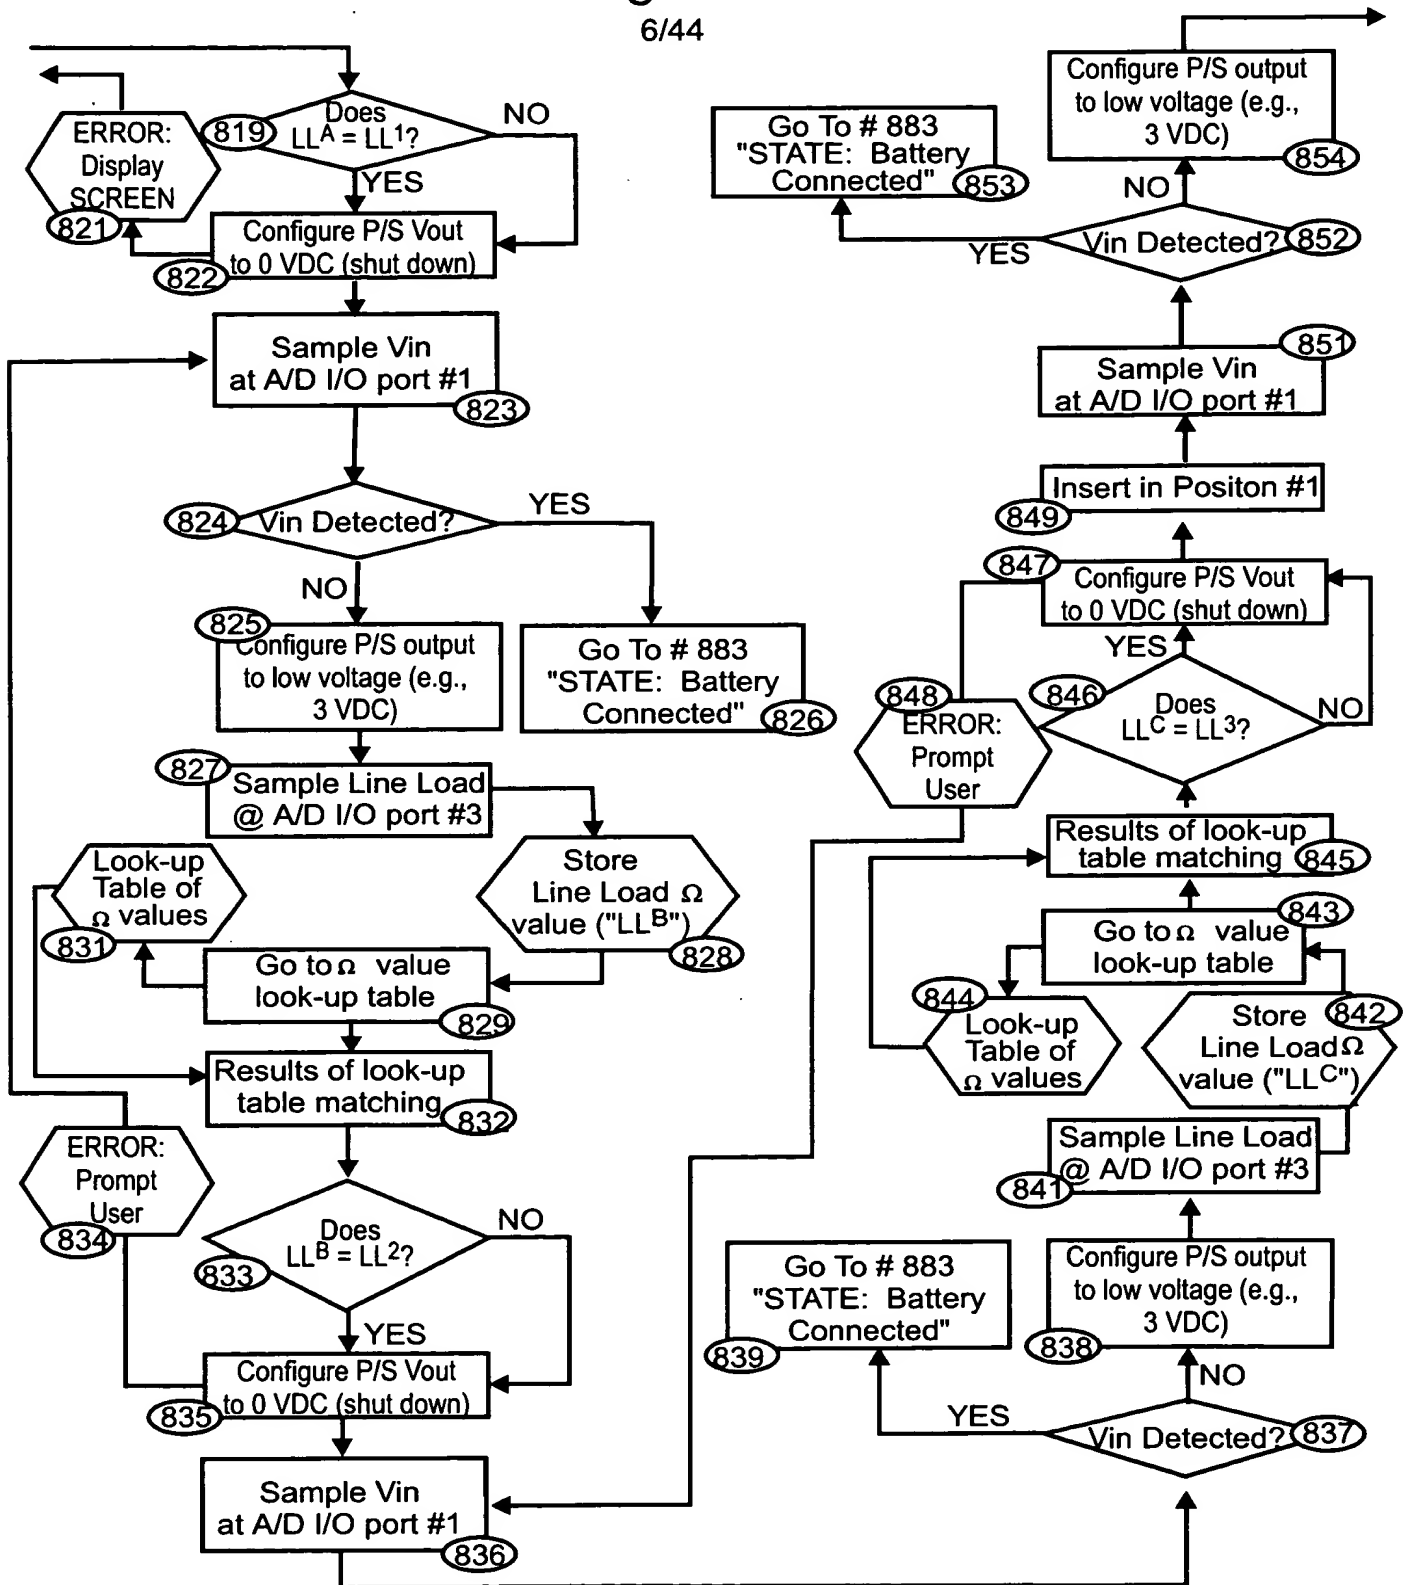 6/44
Does
LLA = LL1?
819
NO
YES
ERROR:
Display
SCREEN
821
Configure P/S Vout
to 0 VDC (shut down)
822
Sample Vin
at A/D I/O port #1
823
Vin Detected?
824
YES
NO
825
Configure P/S output
to low voltage (e.g.,
3 VDC)
Go To # 883
"STATE: Battery
Connected"
826
827
Sample Line Load
@ A/D I/O port #3
Store
Line Load Ω
value ("LLB")
828
Look-up
Table of
Ω values
831
Go to Ω value
look-up table
829
Results of look-up
table matching
832
ERROR:
Prompt
User
834
Does
LLB = LL2?
833
NO
YES
Configure P/S Vout
to 0 VDC (shut down)
835
Sample Vin
at A/D I/O port #1
836
Configure P/S output
to low voltage (e.g.,
3 VDC)
854
Go To # 883
"STATE: Battery
Connected"
853
NO
YES
Vin Detected?
852
851
Sample Vin
at A/D I/O port #1
Insert in Positon #1
849
847
Configure P/S Vout
to 0 VDC (shut down)
YES
848
ERROR:
Prompt
User
846
Does
LLC = LL3?
NO
Results of look-up
table matching
845
843
Go to Ω value
look-up table
844
Look-up
Table of
Ω values
842
Store
Line Load Ω
value ("LLC")
Sample Line Load
@ A/D I/O port #3
841
Configure P/S output
to low voltage (e.g.,
3 VDC)
838
Go To # 883
"STATE: Battery
Connected"
839
NO
YES
Vin Detected?
837